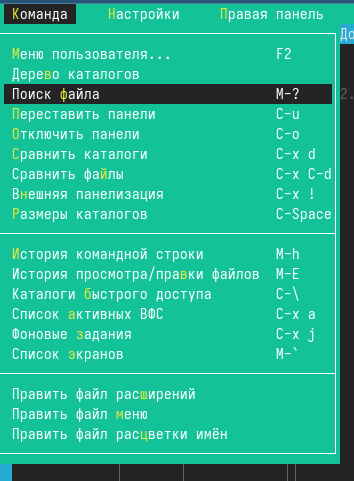 Команда Настройки Правая панель
До
Меню пользователя... F2
Дерево каталогов
Поиск файла M-? 2.
Переставить панели C-u
Отключить панели C-o
Сравнить каталоги C-x d
Сравнить файлы C-x C-d
Внешняя панелизация C-x !
Размеры каталогов C-Space
История командной строки M-h
История просмотра/правки файлов M-E
Каталоги быстрого доступа C-\
Список активных ВФС C-x a
Фоновые задания C-x j
Список экранов M-`
Править файл расширений
Править файл меню
Править файл расцветки имён